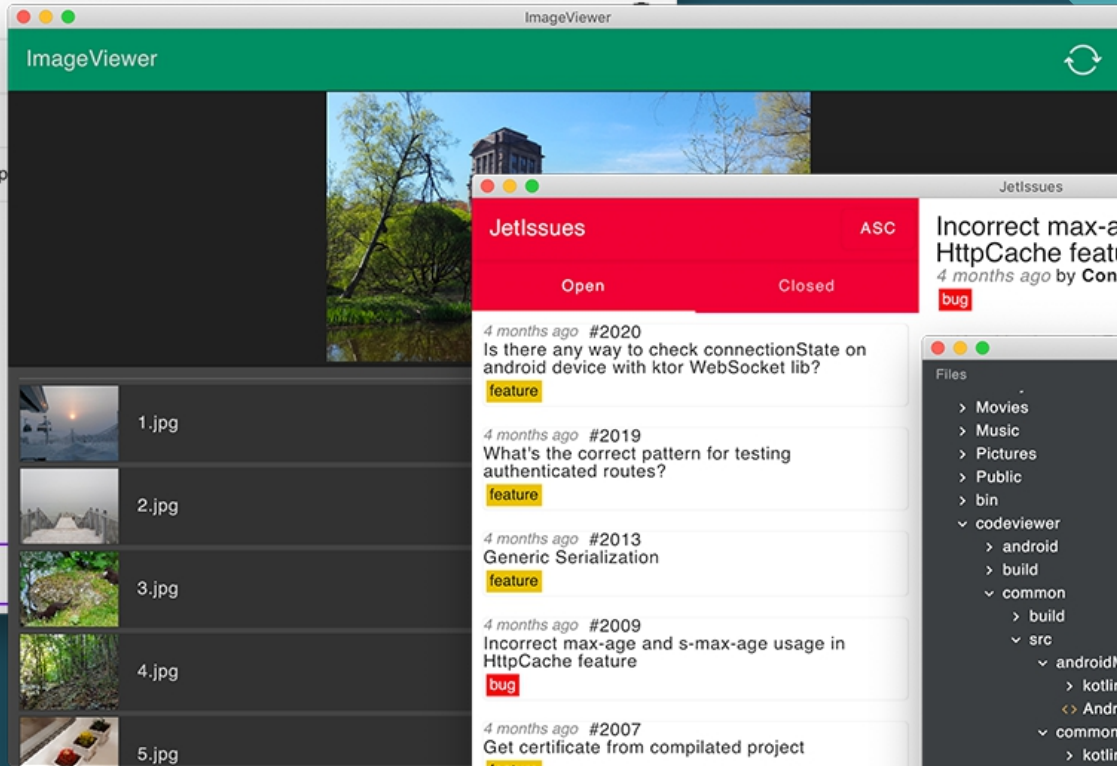 ImageViewer
ImageViewer
1.jpg
2.jpg
3.jpg
4.jpg
5.jpg
JetIssues
JetIssues
ASC
Open
Closed
4 months ago #2020
Is there any way to check connectionState on
android device with ktor WebSocket lib?
feature
4 months ago #2019
What's the correct pattern for testing
authenticated routes?
feature
4 months ago #2013
Generic Serialization
feature
4 months ago #2009
Incorrect max-age and s-max-age usage in
HttpCache feature
bug
4 months ago #2007
Get certificate from compilated project
Incorrect max-a
HttpCache featu
4 months ago by Con
bug
Files
Movies
Music
Pictures
Public
bin
codeviewer
android
build
common
build
src
android
kotlin
Andr
common
kotlin